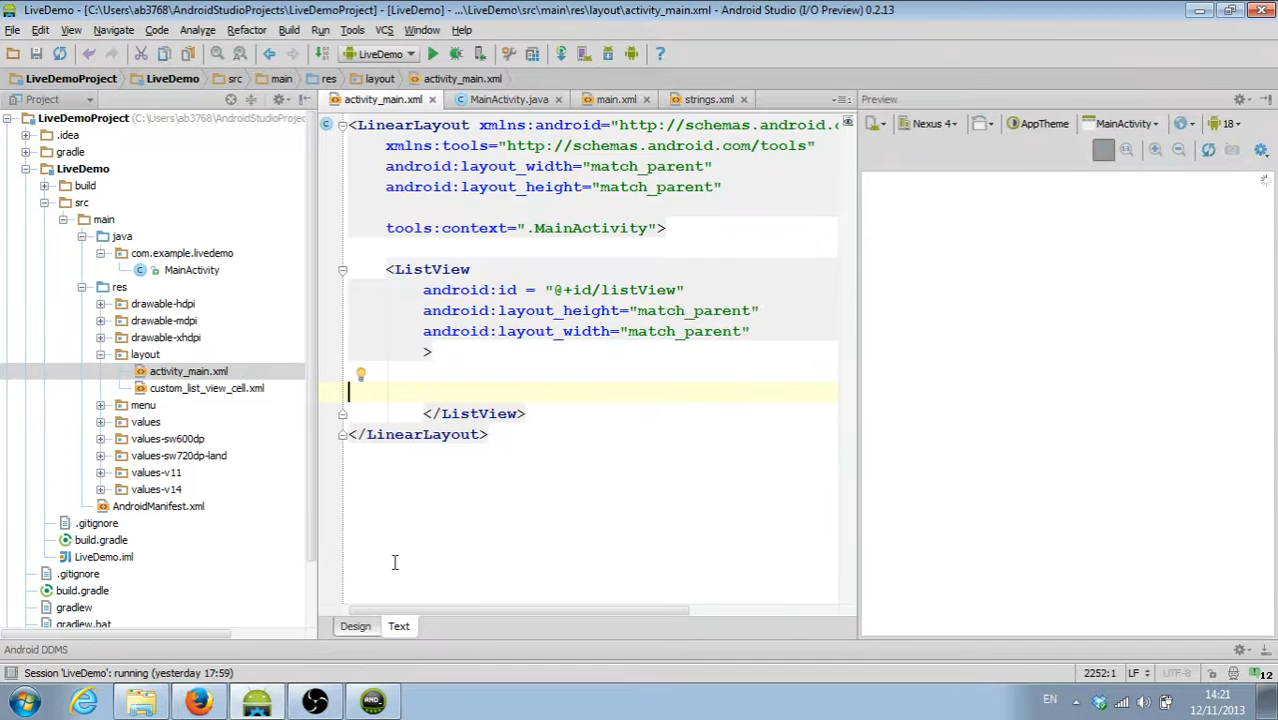 LiveDemo - [C:\Users\ab3768\AndroidStudioProjects\LiveDemoProject] - [LiveDemo] - ...\LiveDemo\src\main\res\layout\activity_main.xml - Android Studio (I/O Preview) 0.2.13
File Edit View Navigate Code Analyze Refactor Build Run Tools VCS Window Help
LiveDemo
LiveDemoProject LiveDemo src main res layout activity_main.xml
Project
activity_main.xml MainActivity.java main.xml strings.xml
Preview
Nexus 4 AppTheme MainActivity 18
LiveDemoProject (C:\Users\ab3768\AndroidStudioProjec
.idea
gradle
LiveDemo
build
src
main
java
com.example.livedemo
MainActivity
res
drawable-hdpi
drawable-mdpi
drawable-xhdpi
layout
activity_main.xml
custom_list_view_cell.xml
menu
values
values-sw600dp
values-sw720dp-land
values-v11
values-v14
AndroidManifest.xml
.gitignore
build.gradle
LiveDemo.iml
.gitignore
build.gradle
gradlew
gradlew.bat
<LinearLayout xmlns:android="http://schemas.android.c
xmlns:tools="http://schemas.android.com/tools"
android:layout_width="match_parent"
android:layout_height="match_parent"
tools:context=".MainActivity">
<ListView
android:id = "@+id/listView"
android:layout_height="match_parent"
android:layout_width="match_parent"
>
</ListView>
</LinearLayout>
Design Text
Android DDMS
Session 'LiveDemo': running (yesterday 17:59)
2252:1 LF UTF-8 12
EN
14:21
12/11/2013